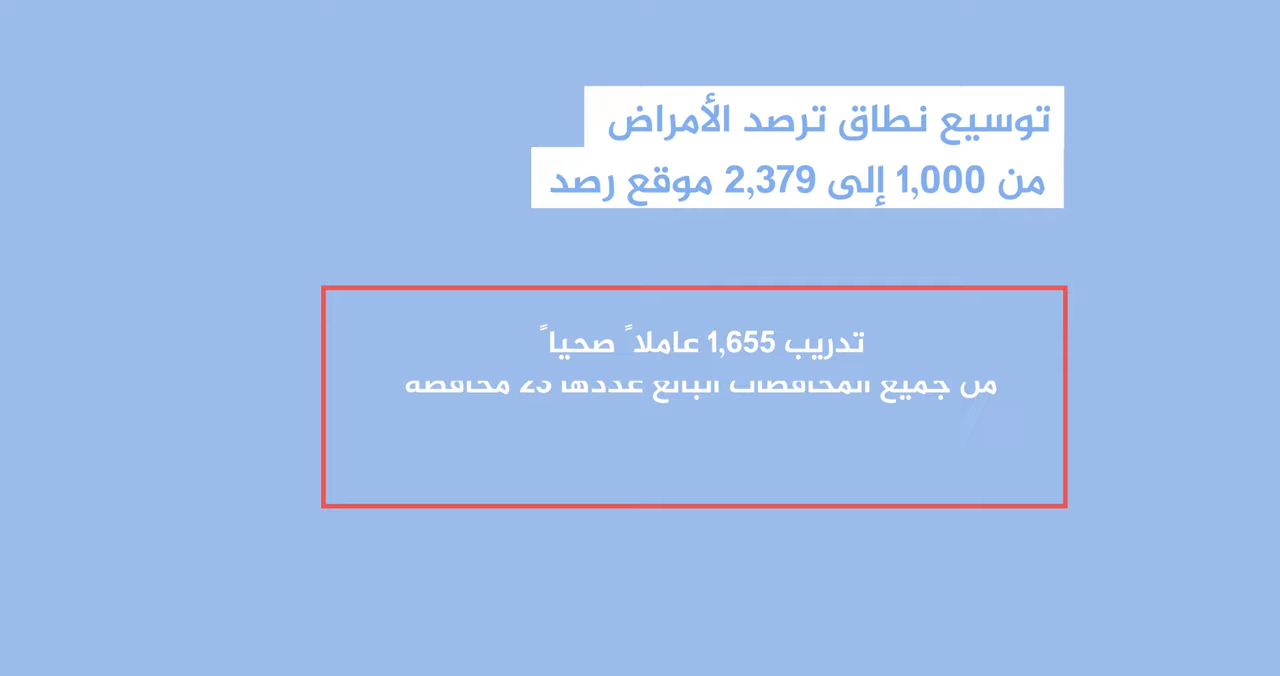 توسيع نطاق ترصد الأمراض
من 1,000 إلى 2,379 موقع رصد
تدريب 1,655 عاملاً صحياً
من جميع المحافظات البالغ عددها 23 محافظة